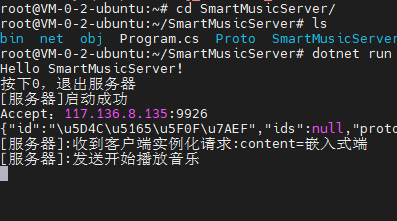 root@VM-0-2-ubuntu:~# cd SmartMusicServer/
root@VM-0-2-ubuntu:~/SmartMusicServer# ls
bin net obj Program.cs Proto SmartMusicServer
root@VM-0-2-ubuntu:~/SmartMusicServer# dotnet run
Hello SmartMusicServer!
按下0，退出服务器
[服务器]启动成功
Accept：117.136.8.135:9926
{"id":"\u5D4C\u5165\u5F0F\u7AEF","ids":null,"proto
[服务器]:收到客户端实例化请求:content=嵌入式端
[服务器]:发送开始播放音乐